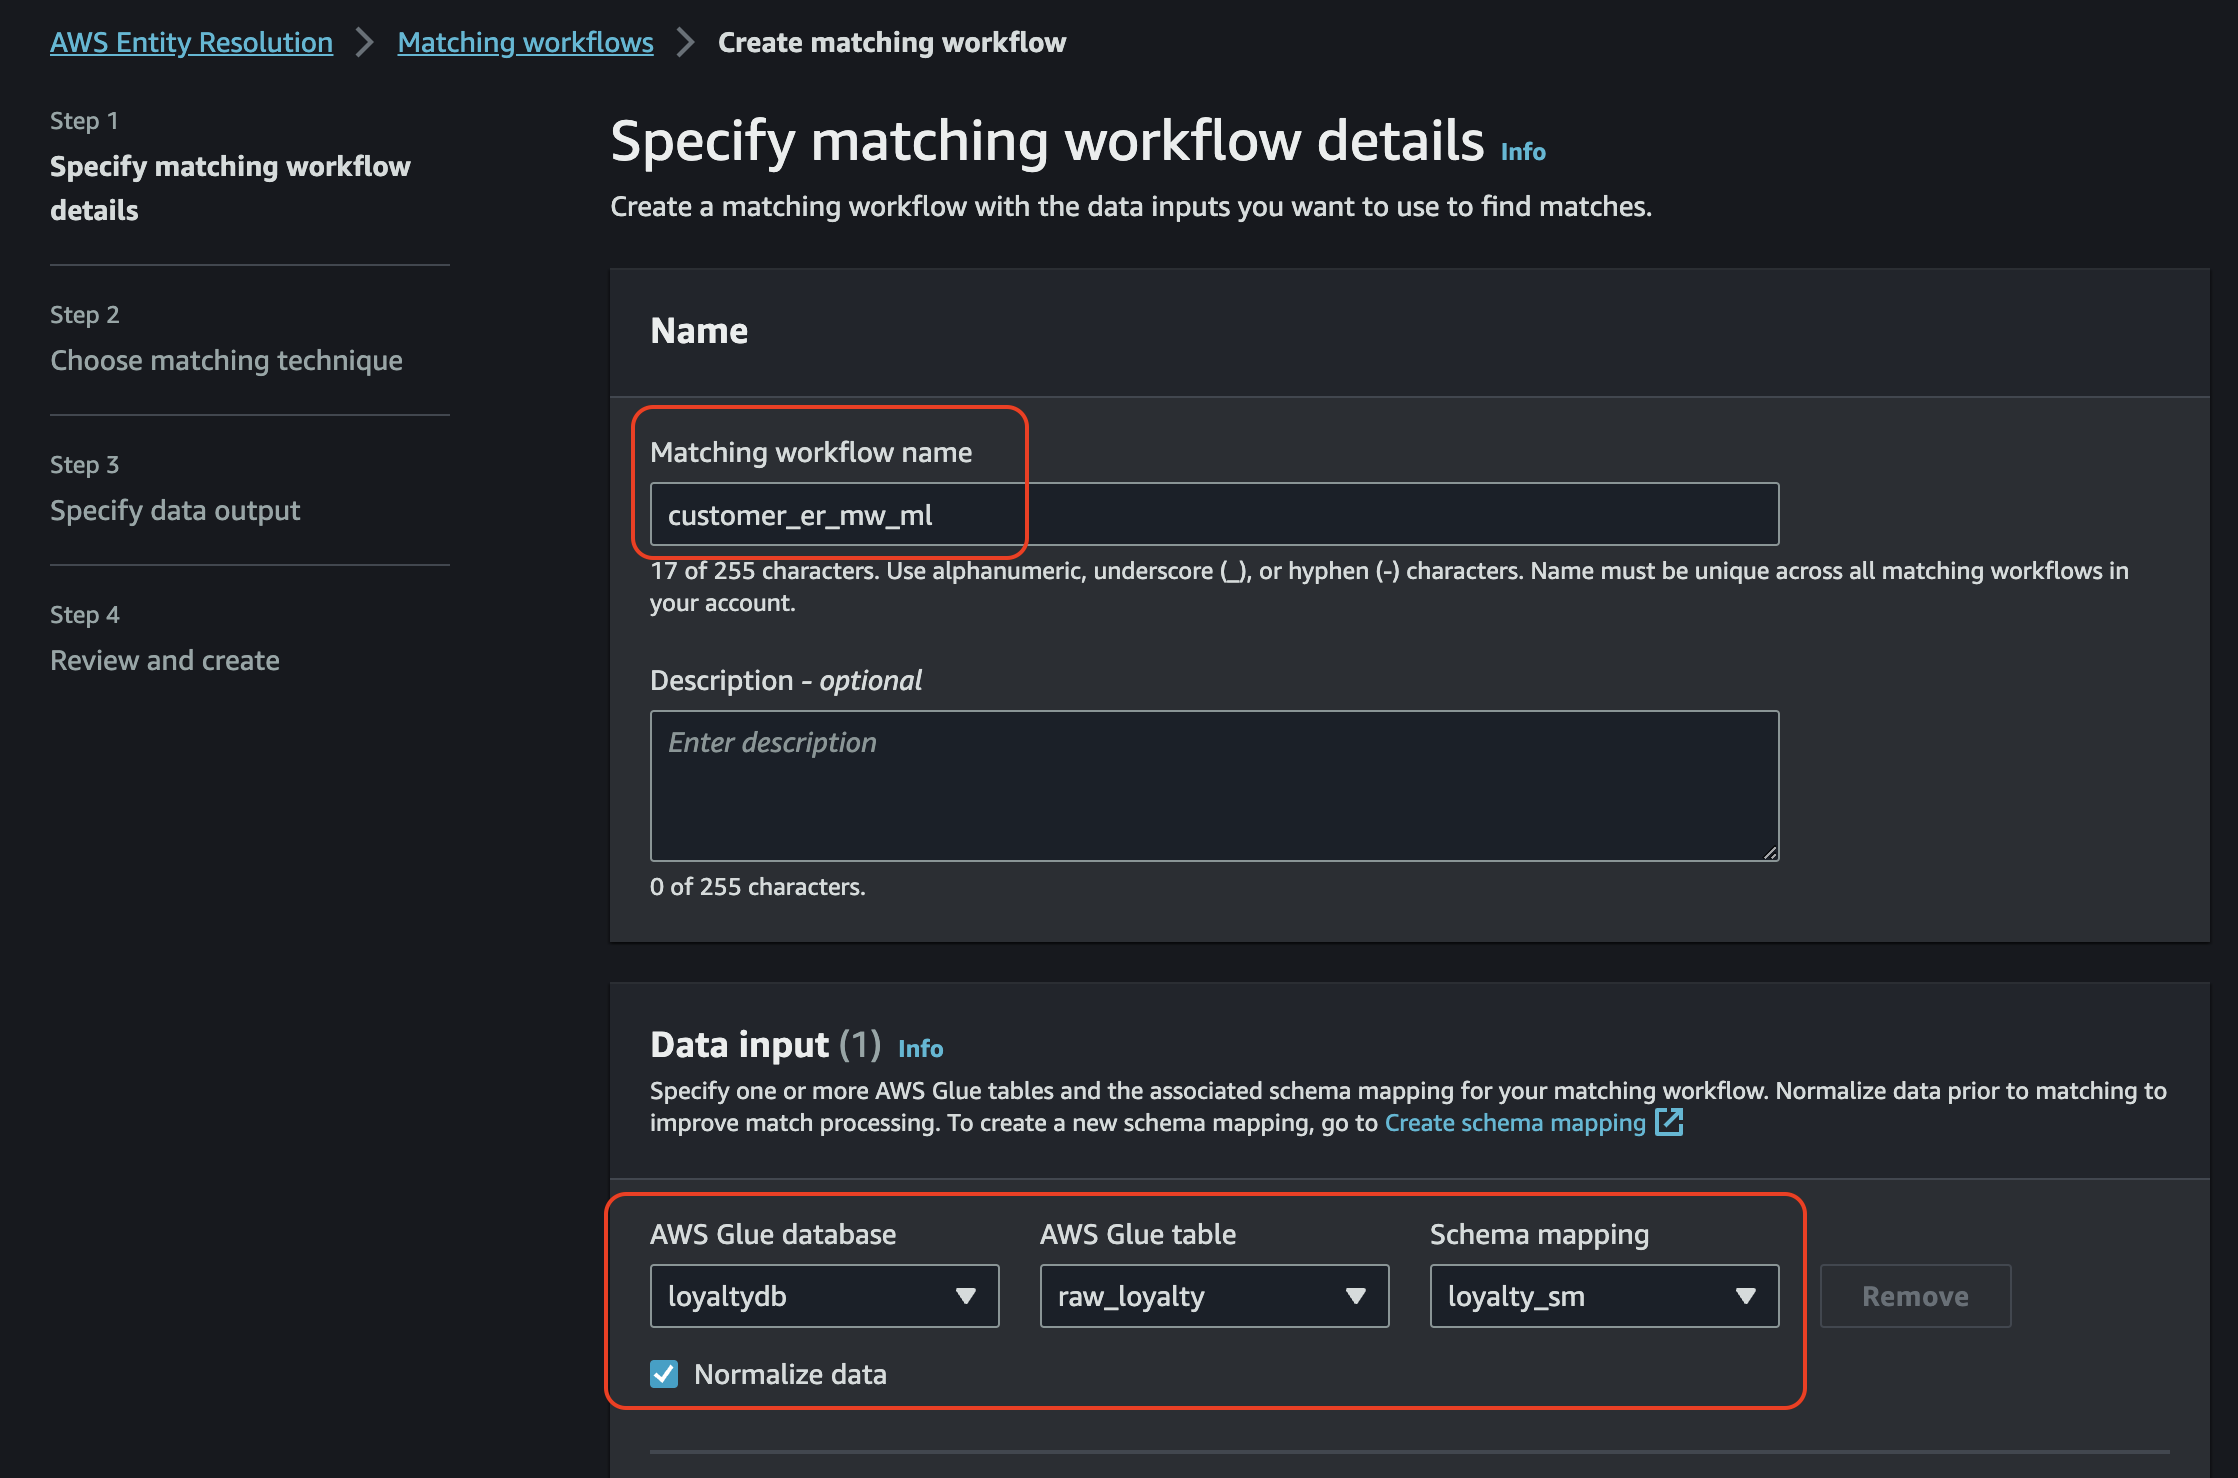 AWS Entity Resolution > Matching workflows > Create matching workflow
Step 1
Specify matching workflow
details
Step 2
Choose matching technique
Step 3
Specify data output
Step 4
Review and create
Specify matching workflow details Info
Create a matching workflow with the data inputs you want to use to find matches.
Name
Matching workflow name
customer_er_mw_ml
17 of 255 characters. Use alphanumeric, underscore (_), or hyphen (-) characters. Name must be unique across all matching workflows in
your account.
Description - optional
Enter description
0 of 255 characters.
Data input (1) Info
Specify one or more AWS Glue tables and the associated schema mapping for your matching workflow. Normalize data prior to matching to
improve match processing. To create a new schema mapping, go to Create schema mapping
AWS Glue database AWS Glue table Schema mapping
loyaltydb raw_loyalty loyalty_sm Remove
Normalize data